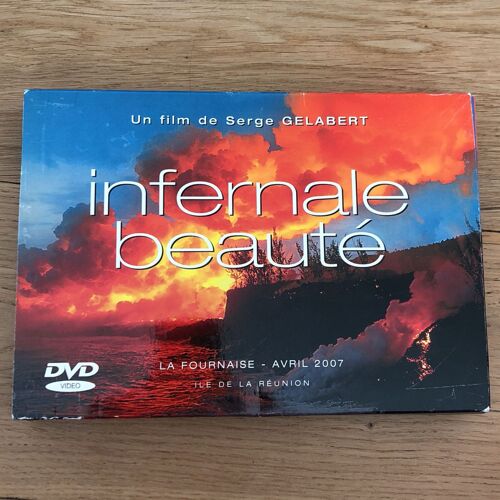 Un film de Serge GELABERT
infernale
beauté
LA FOURNAISE - AVRIL 2007
ILE DE LA RÉUNION
DVD
VIDEO